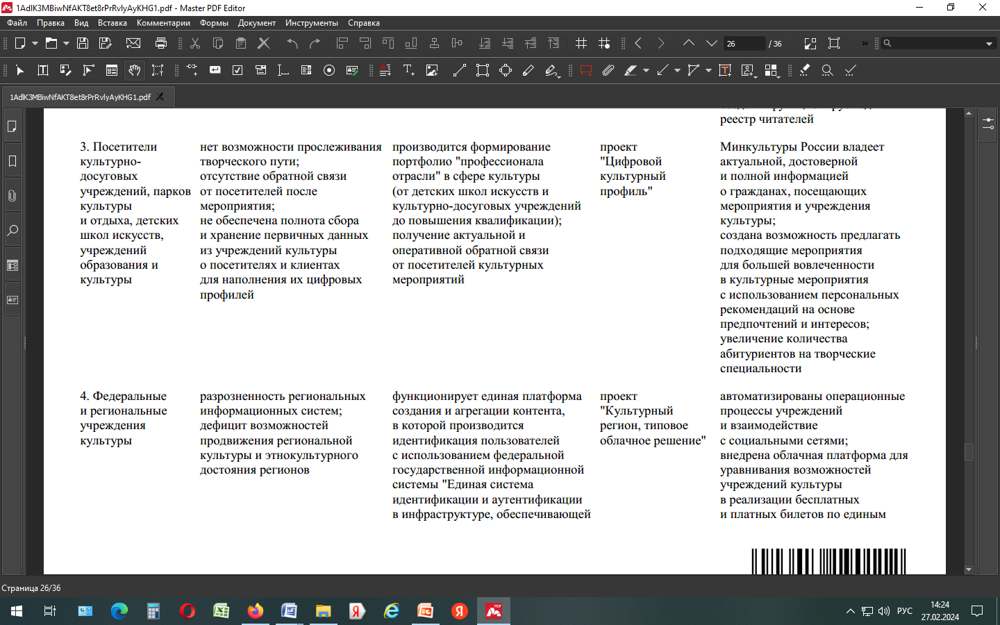 1AdlK3MBiwNfAKT8et8rPrRvlyAyKHG1.pdf - Master PDF Editor
Файл Правка Вид Вставка Комментарии Формы Документ Инструменты Справка
26 / 36
1AdlK3MBiwNfAKT8et8rPrRvlyAyKHG1.pdf
реестр читателей
3. Посетители
культурно-
досуговых
учреждений, парков
культуры
и отдыха, детских
школ искусств,
учреждений
образования и
культуры
нет возможности прослеживания
творческого пути;
отсутствие обратной связи
от посетителей после
мероприятия;
не обеспечена полнота сбора
и хранение первичных данных
из учреждений культуры
о посетителях и клиентах
для наполнения их цифровых
профилей
производится формирование
портфолио "профессионала
отрасли" в сфере культуры
(от детских школ искусств и
культурно-досуговых учреждений
до повышения квалификации);
получение актуальной и
оперативной обратной связи
от посетителей культурных
мероприятий
проект
"Цифровой
культурный
профиль"
Минкультуры России владеет
актуальной, достоверной
и полной информацией
о гражданах, посещающих
мероприятия и учреждения
культуры;
создана возможность предлагать
подходящие мероприятия
для большей вовлеченности
в культурные мероприятия
с использованием персональных
рекомендаций на основе
предпочтений и интересов;
увеличение количества
абитуриентов на творческие
специальности
4. Федеральные
и региональные
учреждения
культуры
разрозненность региональных
информационных систем;
дефицит возможностей
продвижения региональной
культуры и этнокультурного
достояния регионов
функционирует единая платформа
создания и агрегации контента,
в которой производится
идентификация пользователей
с использованием федеральной
государственной информационной
системы "Единая система
идентификации и аутентификации
в инфраструктуре, обеспечивающей
проект
"Культурный
регион, типовое
облачное решение"
автоматизированы операционные
процессы учреждений
и взаимодействие
с социальными сетями;
внедрена облачная платформа для
уравнивания возможностей
учреждений культуры
в реализации бесплатных
и платных билетов по единым
Страница 26/36
РУС
14:24
27.02.2024